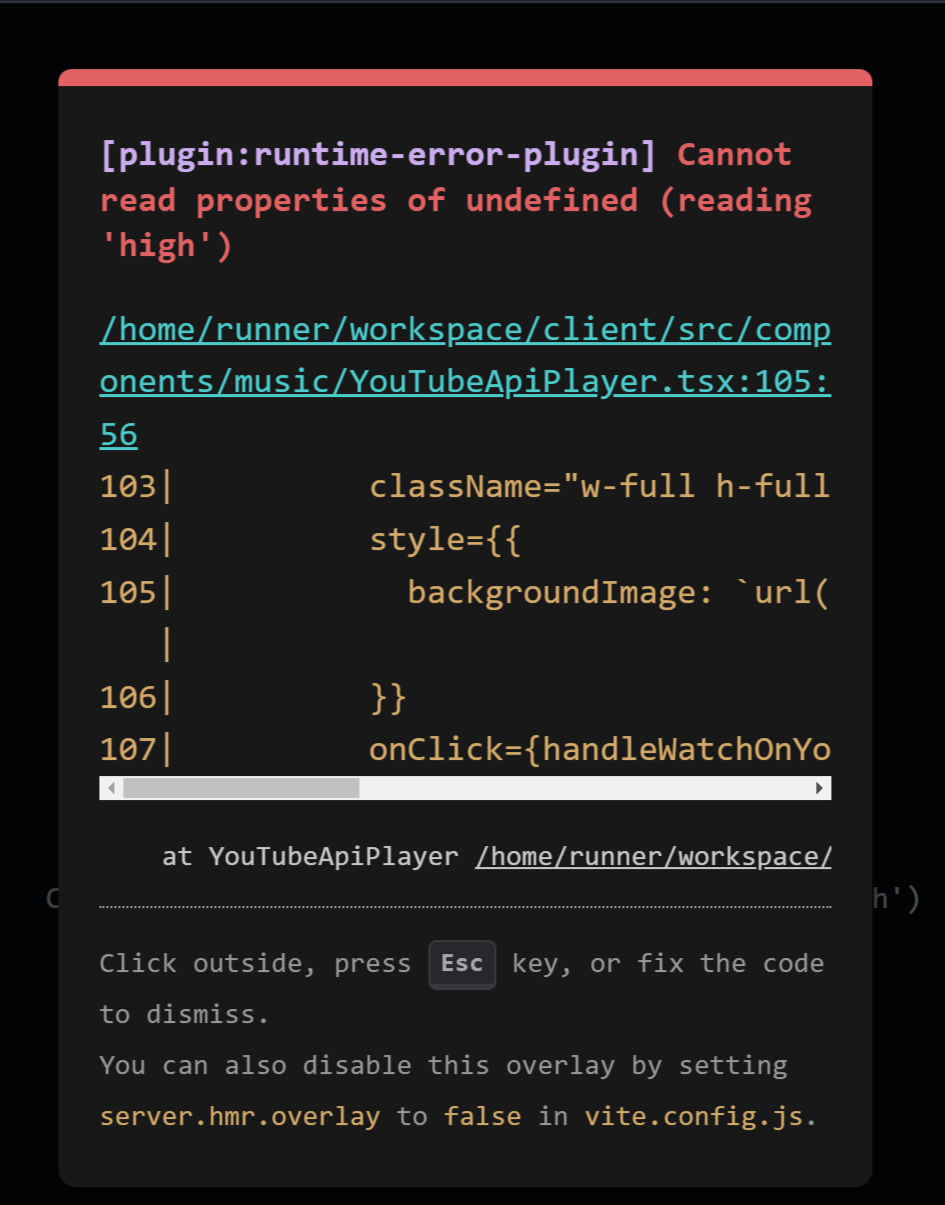 [plugin:runtime-error-plugin] Cannot
read properties of undefined (reading
'high')
/home/runner/workspace/client/src/comp
onents/music/YouTubeApiPlayer.tsx:105:
56
103|           className="w-full h-full
104|           style={{
105|             backgroundImage: `url(
   |
106|           }}
107|           onClick={handleWatchOnYo
at YouTubeApiPlayer /home/runner/workspace/
C h')
Click outside, press Esc key, or fix the code
to dismiss.
You can also disable this overlay by setting
server.hmr.overlay to false in vite.config.js.